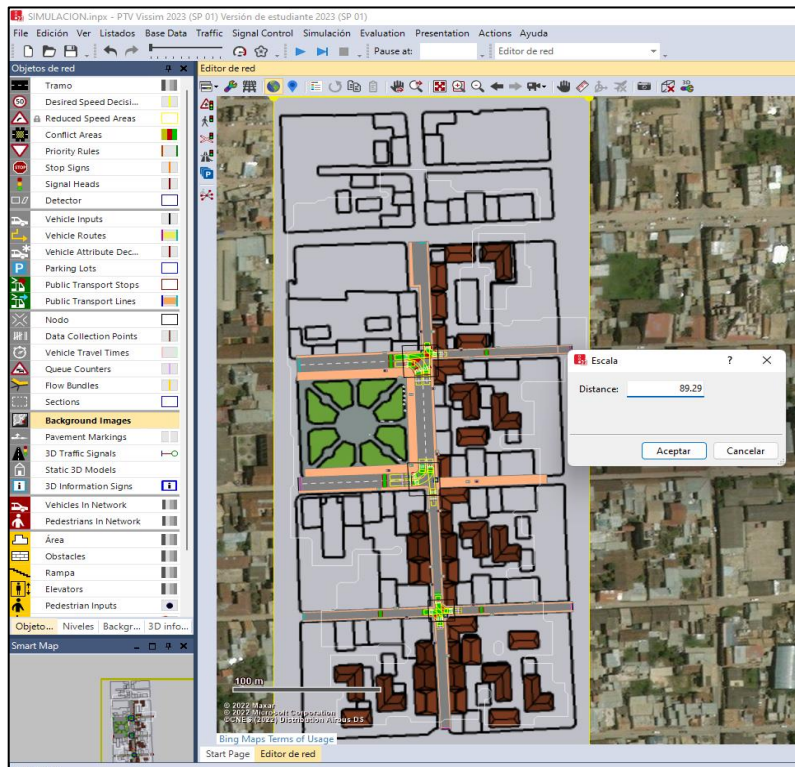 SIMULACION.inpx - PTV Vissim 2023 (SP 01) Versión de estudiante 2023 (SP 01)
File Edición Ver Listados Base Data Traffic Signal Control Simulación Evaluation Presentation Actions Ayuda
Pause at: Editor de red
Objetos de red
Editor de red
Tramo
50 Desired Speed Decisi...
Reduced Speed Areas
Conflict Areas
Priority Rules
STOP Stop Signs
Signal Heads
Detector
Vehicle Inputs
Vehicle Routes
Vehicle Attribute Dec...
P Parking Lots
Public Transport Stops
Public Transport Lines
Nodo
Data Collection Points
Vehicle Travel Times
Queue Counters
Flow Bundles
Sections
Background Images
Pavement Markings
3D Traffic Signals
Static 3D Models
3D Information Signs
Vehicles In Network
Pedestrians In Network
Área
Obstacles
Rampa
Elevators
Pedestrian Inputs
Objeto... Niveles Backgr... 3D info...
Smart Map
Escala ? ×
Distance: 89.29
Aceptar Cancelar
100 m
© 2022 Maxar
© 2022 Microsoft Corporation
©CNES (2022) Distribution Airbus DS
Bing Maps Terms of Usage
Start Page Editor de red